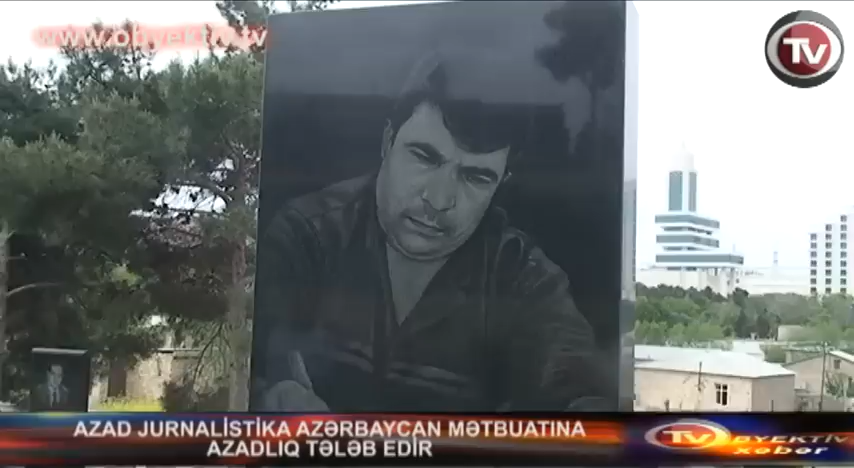 www.obyektiv.tv
TV
AZAD JURNALİSTİKA AZƏRBAYCAN MƏTBUATINA
AZADLIQ TƏLƏB EDİR
TV OBYEKTİV
xəbər